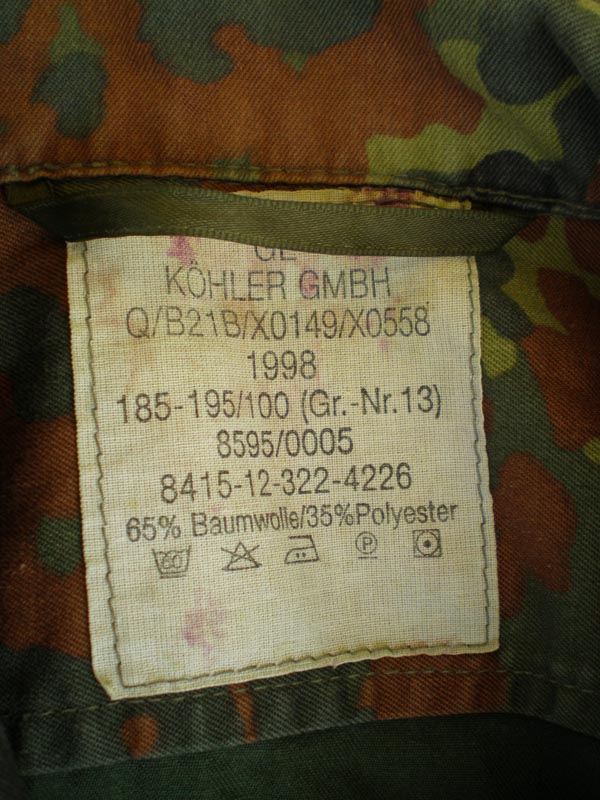 GL
KÖHLER GMBH
Q/B21B/X0149/X0558
1998
185-195/100 (Gr.-Nr.13)
8595/0005
8415-12-322-4226
65% Baumwolle/35%Polyester
60 P